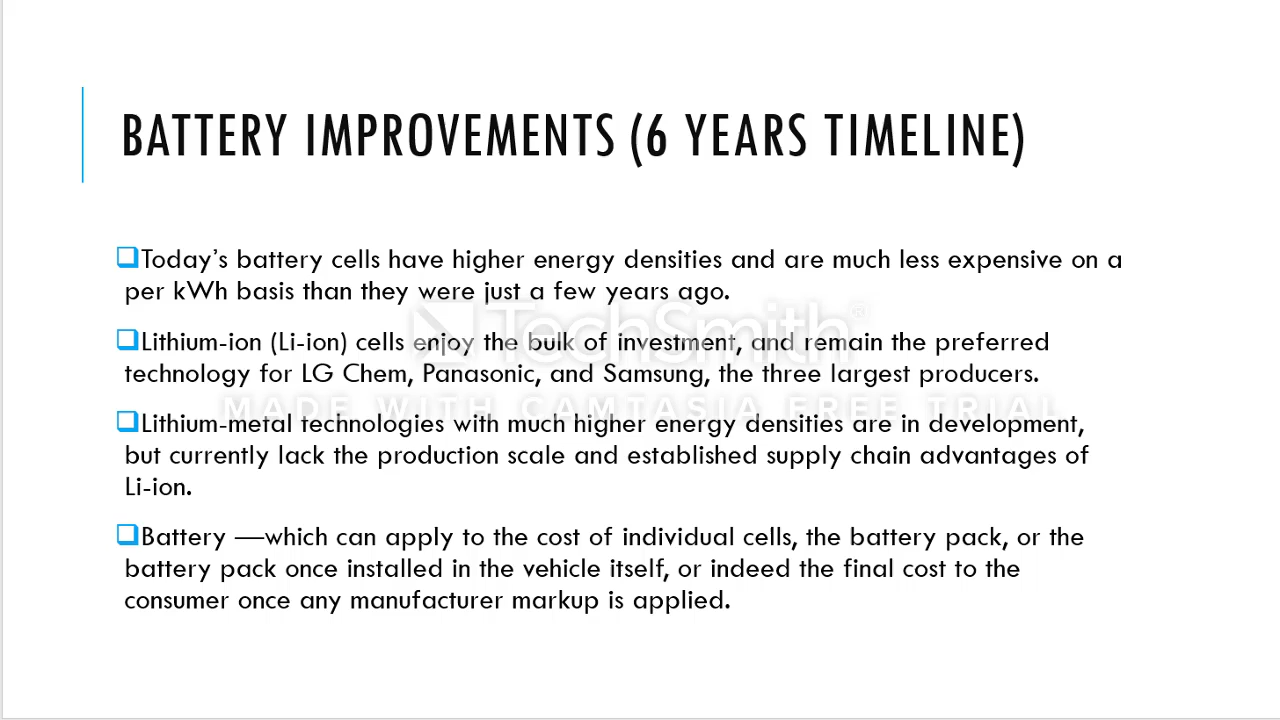 BATTERY IMPROVEMENTS (6 YEARS TIMELINE)
Today's battery cells have higher energy densities and are much less expensive on a
per kWh basis than they were just a few years ago.
TechSmith®
Lithium-ion (Li-ion) cells enjoy the bulk of investment, and remain the preferred
technology for LG Chem, Panasonic, and Samsung, the three largest producers.
MADE WITH CAMTASIA FREE TRIAL
Lithium-metal technologies with much higher energy densities are in development,
but currently lack the production scale and established supply chain advantages of
Li-ion.
Battery —which can apply to the cost of individual cells, the battery pack, or the
battery pack once installed in the vehicle itself, or indeed the final cost to the
consumer once any manufacturer markup is applied.